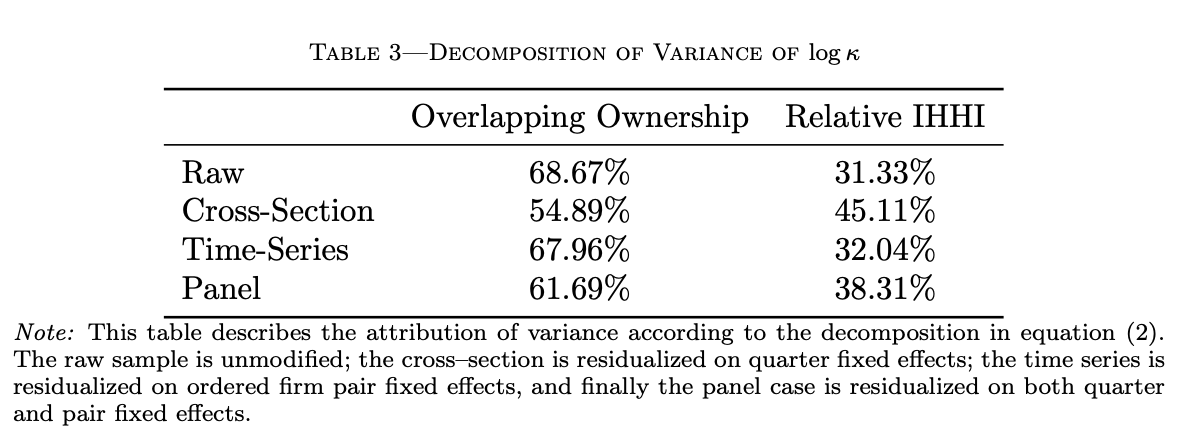 TABLE 3—DECOMPOSITION OF VARIANCE OF log κ
Overlapping Ownership Relative IHHI
Raw 68.67% 31.33%
Cross-Section 54.89% 45.11%
Time-Series 67.96% 32.04%
Panel 61.69% 38.31%
Note: This table describes the attribution of variance according to the decomposition in equation (2).
The raw sample is unmodified; the cross–section is residualized on quarter fixed effects; the time series is
residualized on ordered firm pair fixed effects, and finally the panel case is residualized on both quarter
and pair fixed effects.